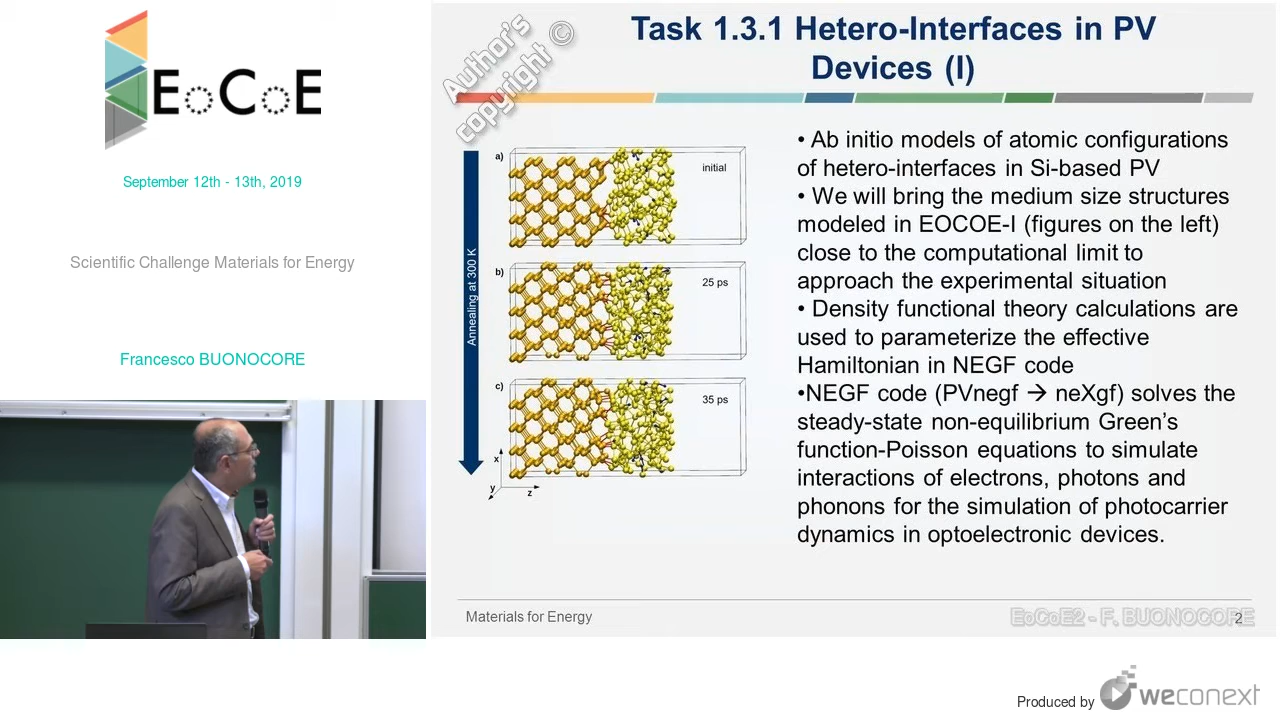 EoCoE
September 12th - 13th, 2019
Scientific Challenge Materials for Energy
Francesco BUONOCORE
Author's
copyright ©
Task 1.3.1 Hetero-Interfaces in PV
Devices (I)
Annealing at 300 K
a)
initial
b)
25 ps
c)
35 ps
x
y
z
• Ab initio models of atomic configurations
of hetero-interfaces in Si-based PV
• We will bring the medium size structures
modeled in EOCOE-I (figures on the left)
close to the computational limit to
approach the experimental situation
• Density functional theory calculations are
used to parameterize the effective
Hamiltonian in NEGF code
•NEGF code (PVnegf → neXgf) solves the
steady-state non-equilibrium Green's
function-Poisson equations to simulate
interactions of electrons, photons and
phonons for the simulation of photocarrier
dynamics in optoelectronic devices.
Materials for Energy
EoCoE2 - F. BUONOCORE
2
Produced by weconext